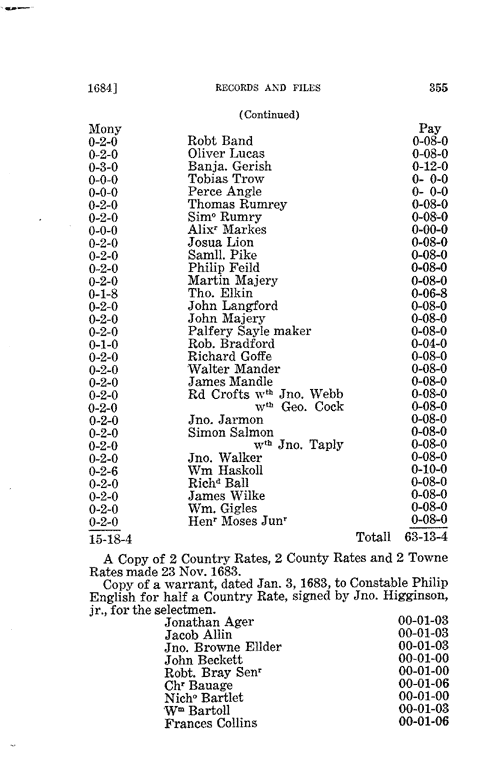 1684] RECORDS AND FILES 355
(Continued)
Mony Pay
0-2-0 Robt Band 0-08-0
0-2-0 Oliver Lucas 0-08-0
0-3-0 Banja. Gerish 0-12-0
0-0-0 Tobias Trow 0- 0-0
0-0-0 Perce Angle 0- 0-0
0-2-0 Thomas Rumrey 0-08-0
0-2-0 Simᵒ Rumry 0-08-0
0-0-0 Alixʳ Markes 0-00-0
0-2-0 Josua Lion 0-08-0
0-2-0 Samll. Pike 0-08-0
0-2-0 Philip Feild 0-08-0
0-2-0 Martin Majery 0-08-0
0-1-8 Tho. Elkin 0-06-8
0-2-0 John Langford 0-08-0
0-2-0 John Majery 0-08-0
0-2-0 Palfery Sayle maker 0-08-0
0-1-0 Rob. Bradford 0-04-0
0-2-0 Richard Goffe 0-08-0
0-2-0 Walter Mander 0-08-0
0-2-0 James Mandle 0-08-0
0-2-0 Rd Crofts wᵗʰ Jno. Webb 0-08-0
0-2-0 wᵗʰ Geo. Cock 0-08-0
0-2-0 Jno. Jarmon 0-08-0
0-2-0 Simon Salmon 0-08-0
0-2-0 wᵗʰ Jno. Taply 0-08-0
0-2-0 Jno. Walker 0-08-0
0-2-6 Wm Haskoll 0-10-0
0-2-0 Richᵈ Ball 0-08-0
0-2-0 James Wilke 0-08-0
0-2-0 Wm. Gigles 0-08-0
0-2-0 Henʳ Moses Junʳ 0-08-0
15-18-4 Totall 63-13-4
A Copy of 2 Country Rates, 2 County Rates and 2 Towne
Rates made 23 Nov. 1683.
Copy of a warrant, dated Jan. 3, 1683, to Constable Philip
English for half a Country Rate, signed by Jno. Higginson,
jr., for the selectmen.
Jonathan Ager 00-01-03
Jacob Allin 00-01-03
Jno. Browne Ellder 00-01-03
John Beckett 00-01-00
Robt. Bray Senʳ 00-01-00
Chʳ Bauage 00-01-06
Nichᵒ Bartlet 00-01-00
Wᵐ Bartoll 00-01-03
Frances Collins 00-01-06